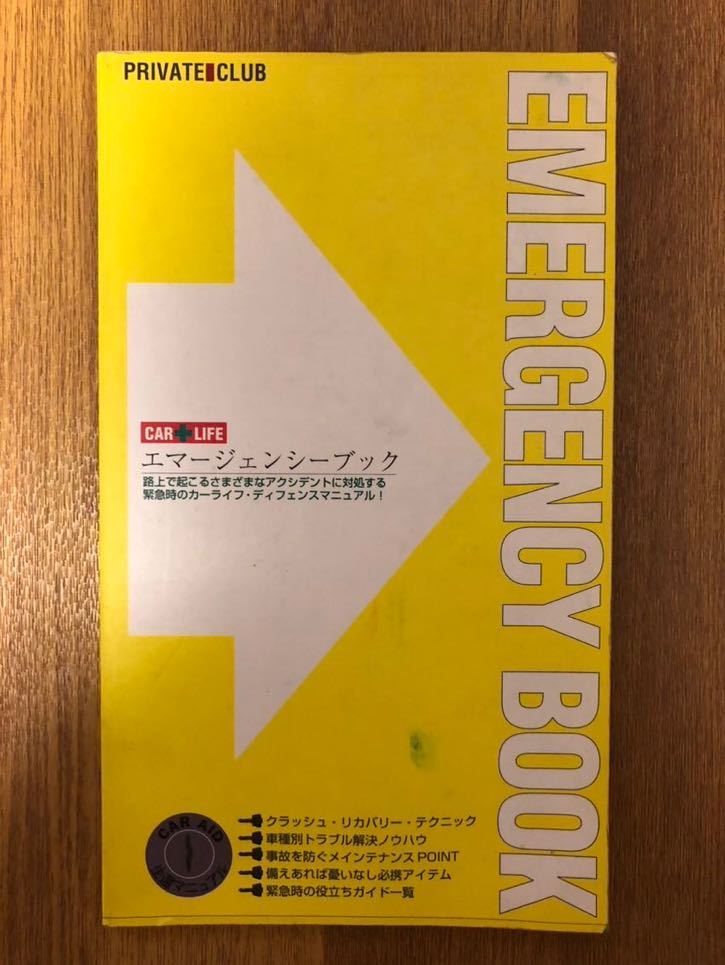 PRIVATE CLUB
EMERGENCY BOOK
CAR LIFE
エマージェンシーブック
路上で起こるさまざまなアクシデントに対処する
緊急時のカーライフ・ディフェンスマニュアル！
CAR AID
マニュアル
クラッシュ・リカバリー・テクニック
車種別トラブル解決ノウハウ
事故を防ぐメインテナンスPOINT
備えあれば憂いなし必携アイテム
緊急時の役立ちガイド一覧